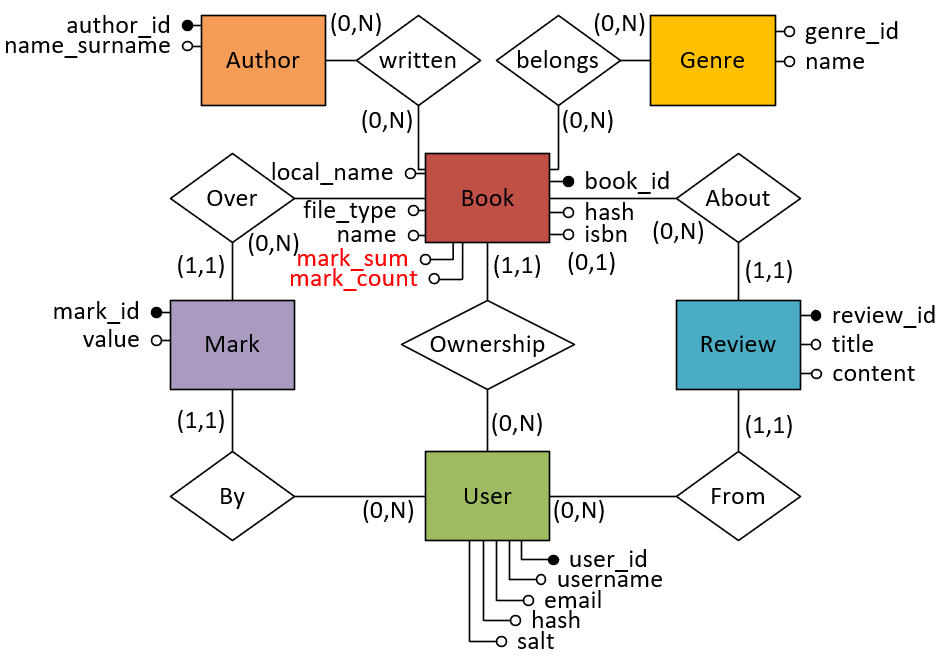 author_id
name_surname
Author
(0,N)
written
(0,N)
belongs
(0,N)
Genre
genre_id
name
(0,N)
Over
(0,N)
(1,1)
local_name
file_type
name
mark_sum
mark_count
Book
book_id
hash
isbn
(0,1)
(1,1)
About
(0,N)
(1,1)
mark_id
value
Mark
Ownership
Review
review_id
title
content
(1,1)
(0,N)
(1,1)
By
(0,N)
User
(0,N)
From
user_id
username
email
hash
salt